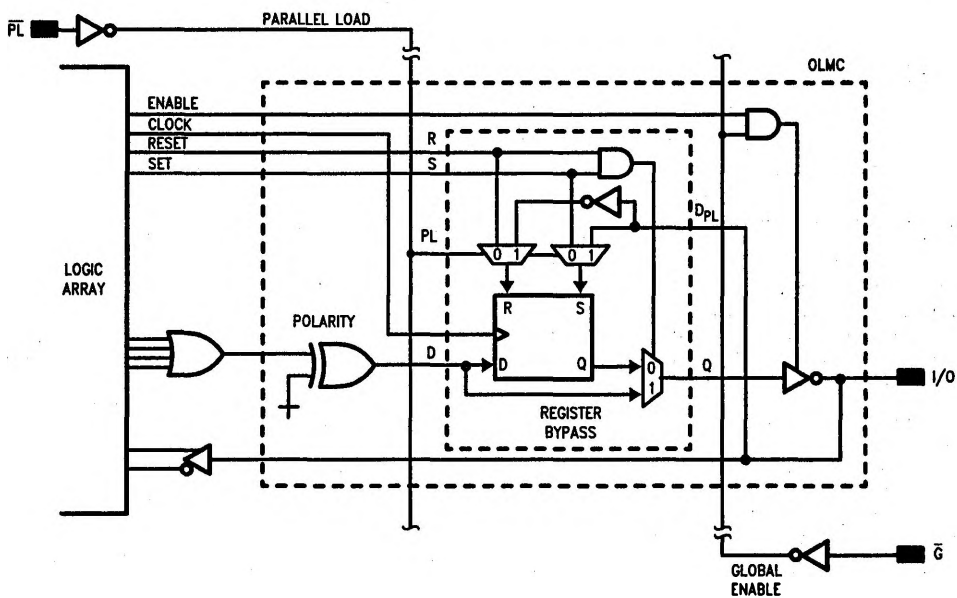 PL
PARALLEL LOAD
OLMC
ENABLE
CLOCK
RESET
R
SET
S
DPL
PL
0 1
0 1
LOGIC
ARRAY
R
S
POLARITY
D
D
Q
0
1
Q
I/O
REGISTER
BYPASS
G
GLOBAL
ENABLE